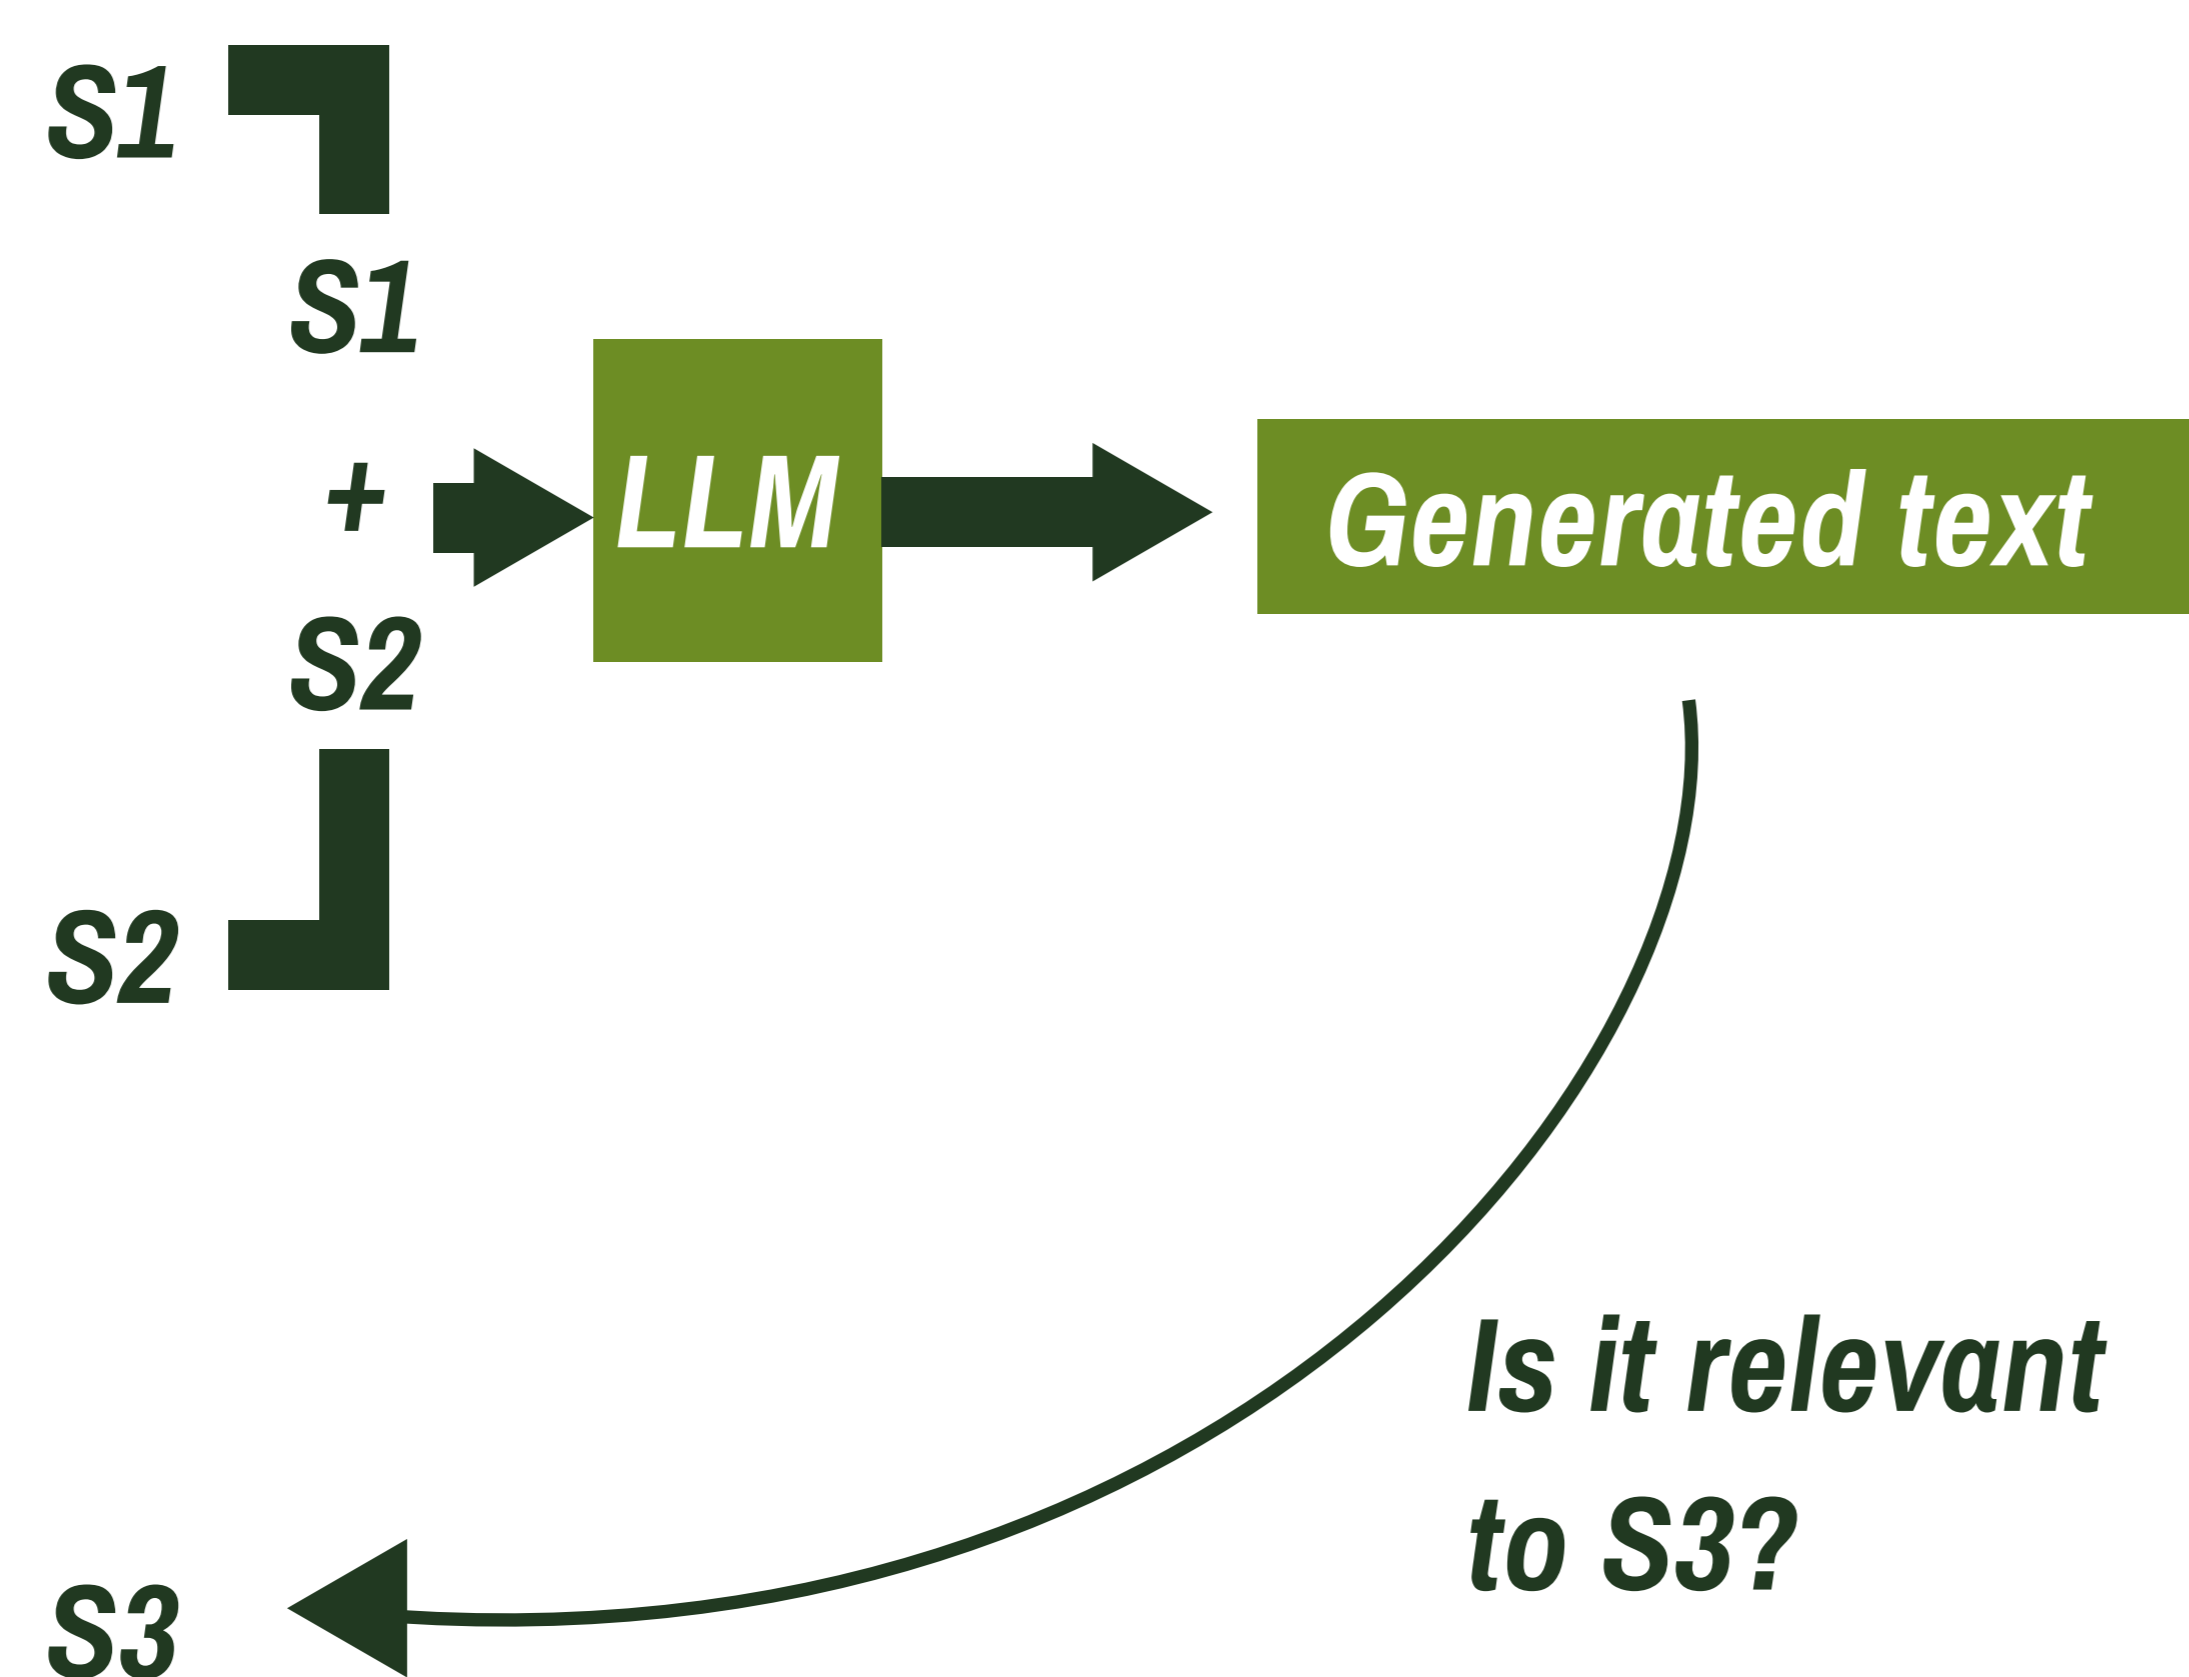 S1
S1
+
LLM
Generated text
S2
S2
Is it relevant
to S3?
S3